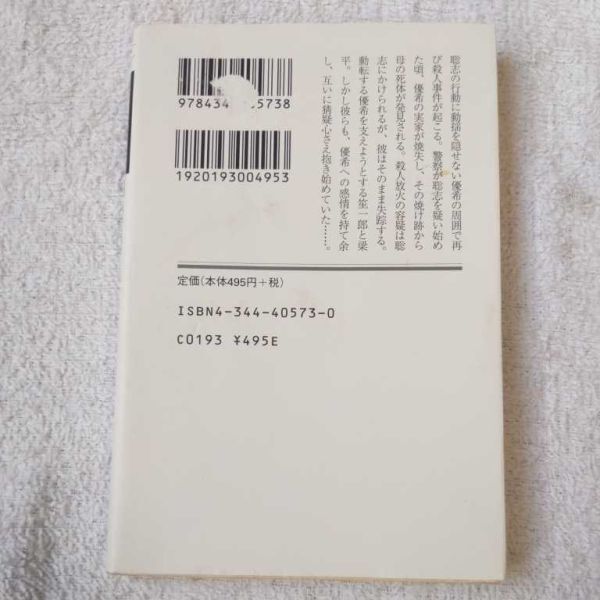 聡志の行動に動揺を隠せない優希の周囲で再
び殺人事件が起こる。警察が聡志を疑い始め
た頃、優希の実家が焼失し、その焼け跡から
母の死体が発見される。殺人放火の容疑は聡
志にかけられるが、彼はそのまま失踪する。
動転する優希を支えようとする笙一郎と梁
平。しかし彼らも、優希への感情を持て余
し、互いに猜疑心さえ抱き始めていた……。
978434
5738
1920193004953
定価(本体495円+税)
ISBN4-344-40573-0
C0193 ¥495E